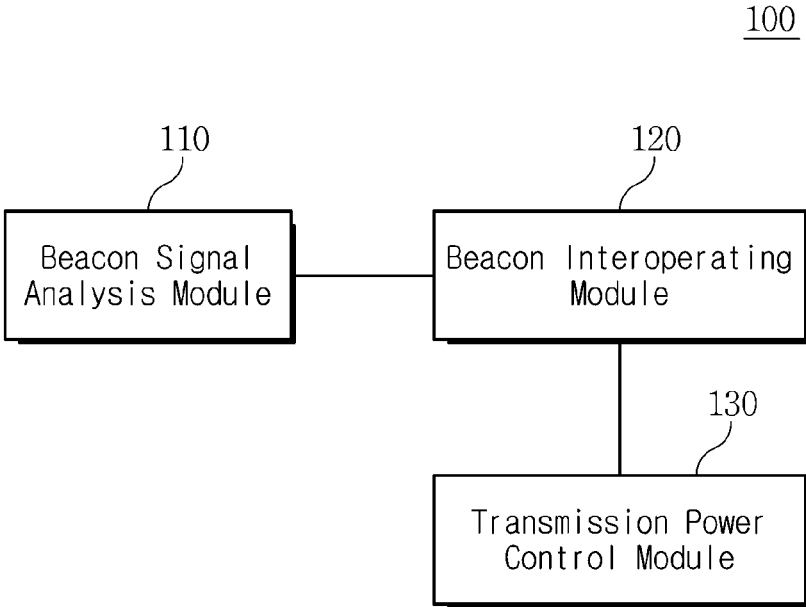 100
110
120
Beacon Signal
Analysis Module
Beacon Interoperating
Module
130
Transmission Power
Control Module